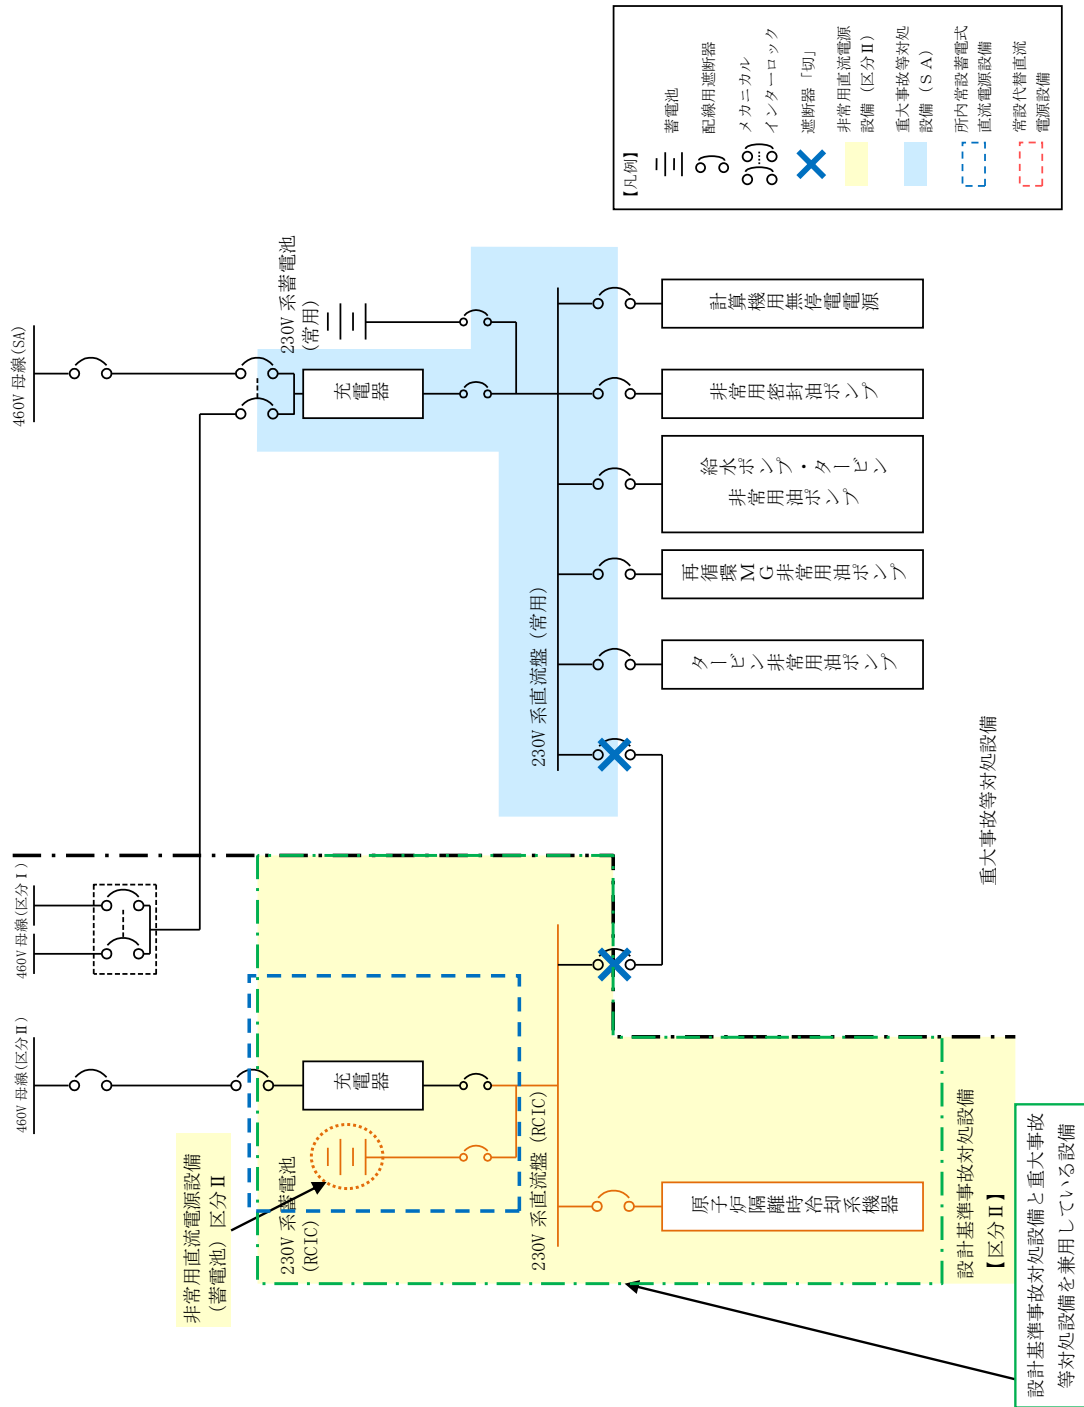 460V 母線(区分Ⅱ)
460V 母線(区分Ⅰ)
460V 母線(SA)
非常用直流電源設備
(蓄電池) 区分Ⅱ
230V 系蓄電池
(RCIC)
充電器
230V 系直流盤 (RCIC)
原子炉隔離時冷却系機器
設計基準事故対処設備
【区分Ⅱ】
設計基準事故対処設備と重大事故
等対処設備を兼用している設備
230V 系蓄電池
(常用)
充電器
230V 系直流盤 (常用)
タービン非常用油ポンプ
再循環MG非常用油ポンプ
給水ポンプ・タービン
非常用油ポンプ
非常用密封油ポンプ
計算機用無停電電源
重大事故等対処設備
【凡例】
蓄電池
配線用遮断器
メカニカル
インターロック
遮断器「切」
非常用直流電源
設備(区分Ⅱ)
重大事故等対処
設備(SA)
所内常設蓄電式
直流電源設備
常設代替直流
電源設備